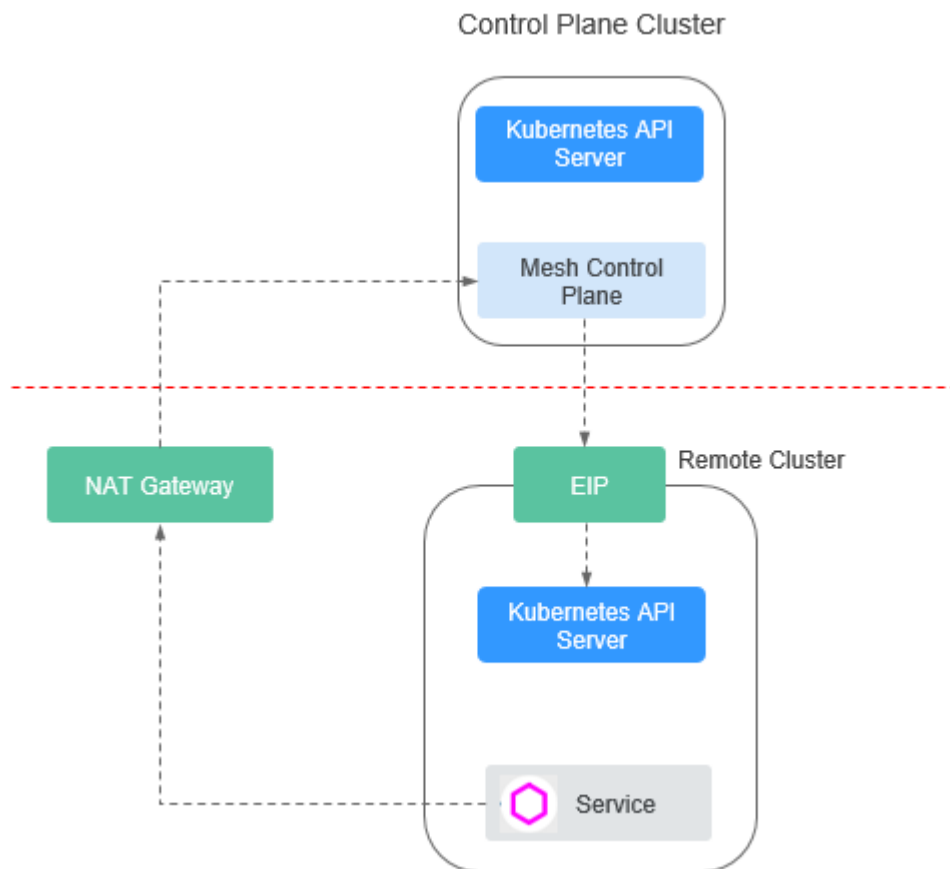 Control Plane Cluster
Kubernetes API
Server
Mesh Control
Plane
NAT Gateway
EIP
Remote Cluster
Kubernetes API
Server
Service